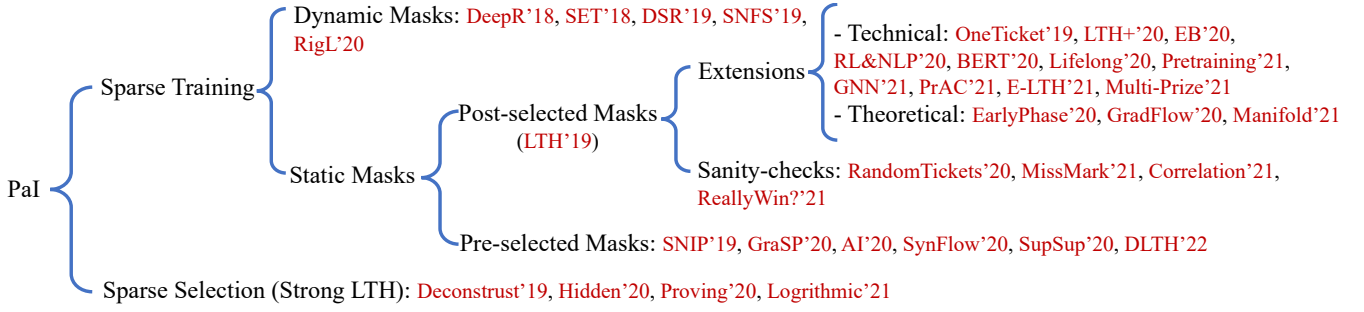 Dynamic Masks: DeepR'18, SET'18, DSR'19, SNFS'19,
RigL'20
- Technical: OneTicket'19, LTH+'20, EB'20,
RL&NLP'20, BERT'20, Lifelong'20, Pretraining'21,
GNN'21, PrAC'21, E-LTH'21, Multi-Prize'21
- Theoretical: EarlyPhase'20, GradFlow'20, Manifold'21
Extensions
Sparse Training
Post-selected Masks
(LTH'19)
Static Masks
Sanity-checks: RandomTickets'20, MissMark'21, Correlation'21,
ReallyWin?'21
PaI
Pre-selected Masks: SNIP'19, GraSP'20, AI'20, SynFlow'20, SupSup'20, DLTH'22
Sparse Selection (Strong LTH): Deconstrust'19, Hidden'20, Proving'20, Logrithmic'21